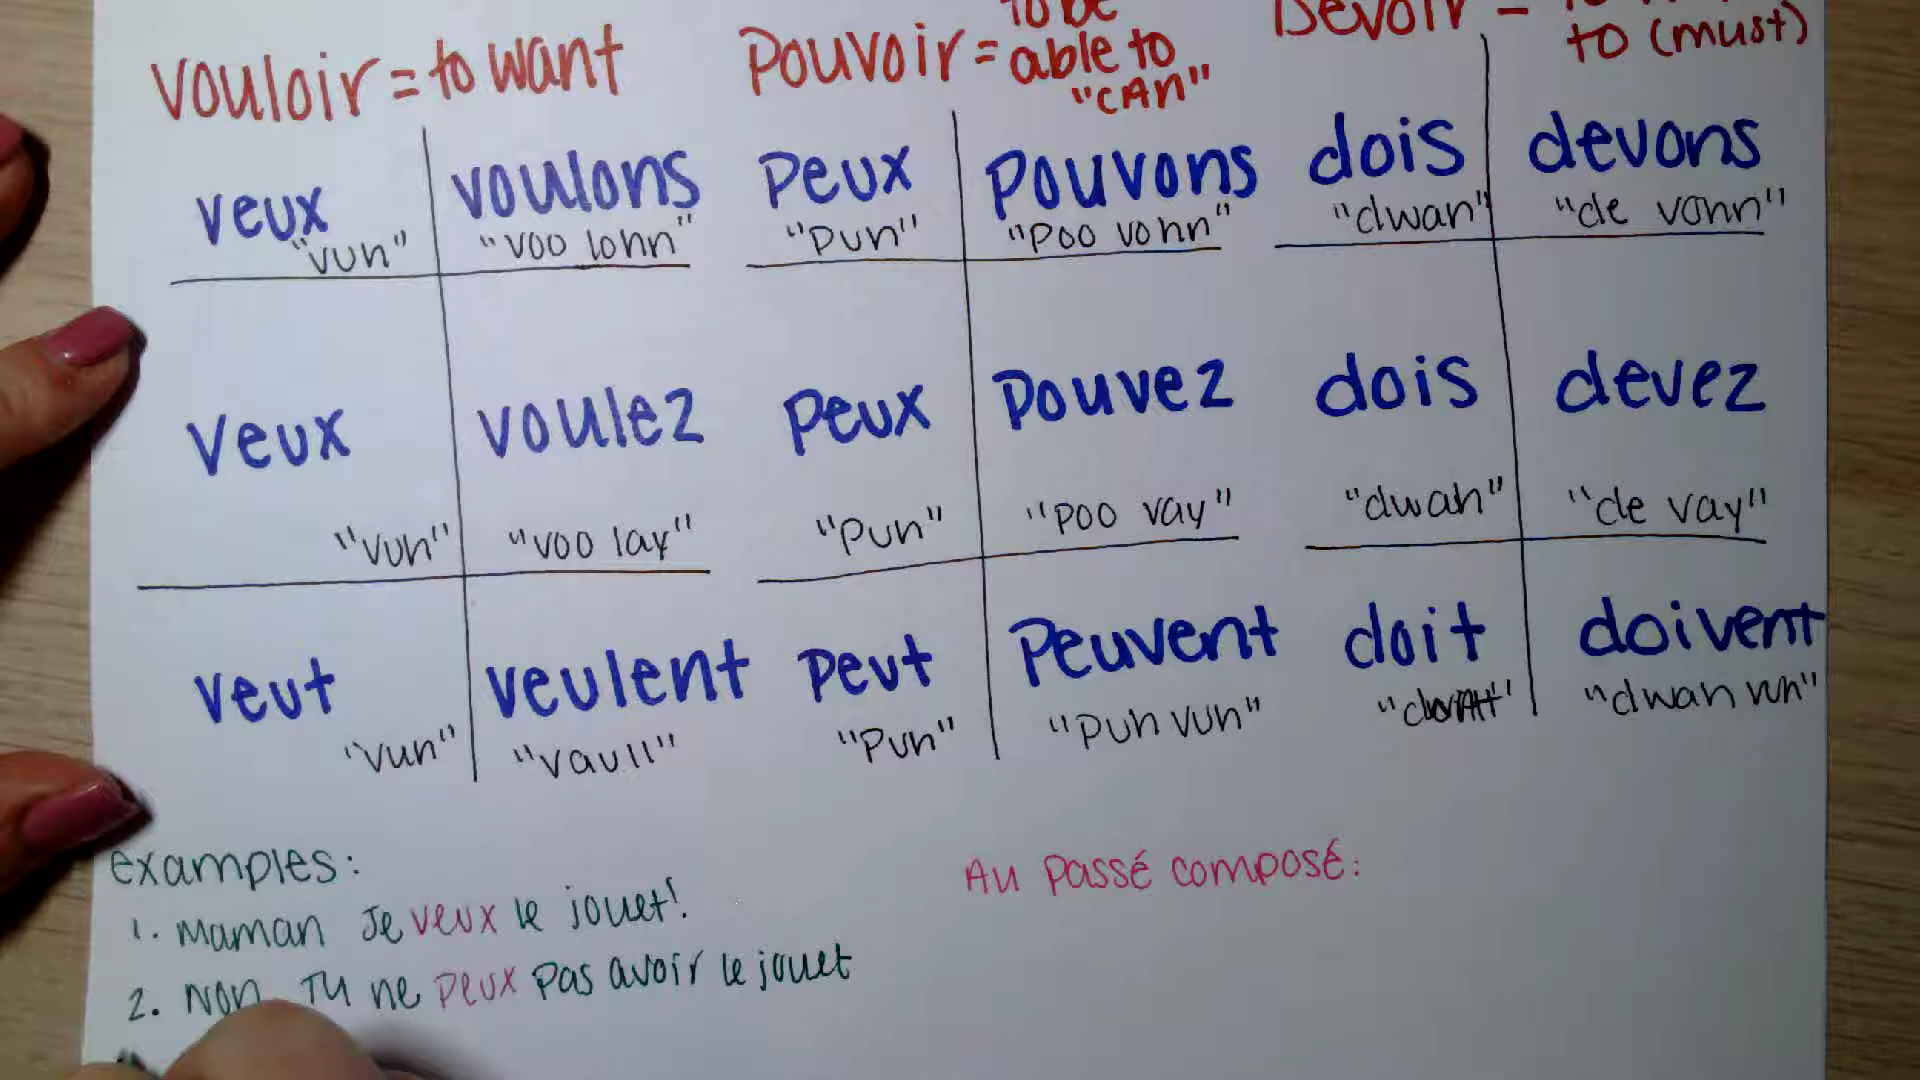 vouloir = to want
Pouvoir = to be able to "CAN"
Devoir =
to (must)
veux
"vuh"
voulons
"voo lohn"
Peux
"Puh"
Pouvons
"Poo vohn"
dois
"dwah"
devons
"de vohn"
veux
"vuh"
voulez
"voo lay"
Peux
"Puh"
Pouvez
"Poo vay"
dois
"dwah"
devez
"de vay"
veut
"vuh"
veulent
"vaull"
Peut
"Puh"
Peuvent
"Puh vuh"
doit
doivent
"dwah vuh"
examples:
1. Maman Je veux le jouet!
2. Non, Tu ne Peux Pas avoir le jouet
Au Passé composé: